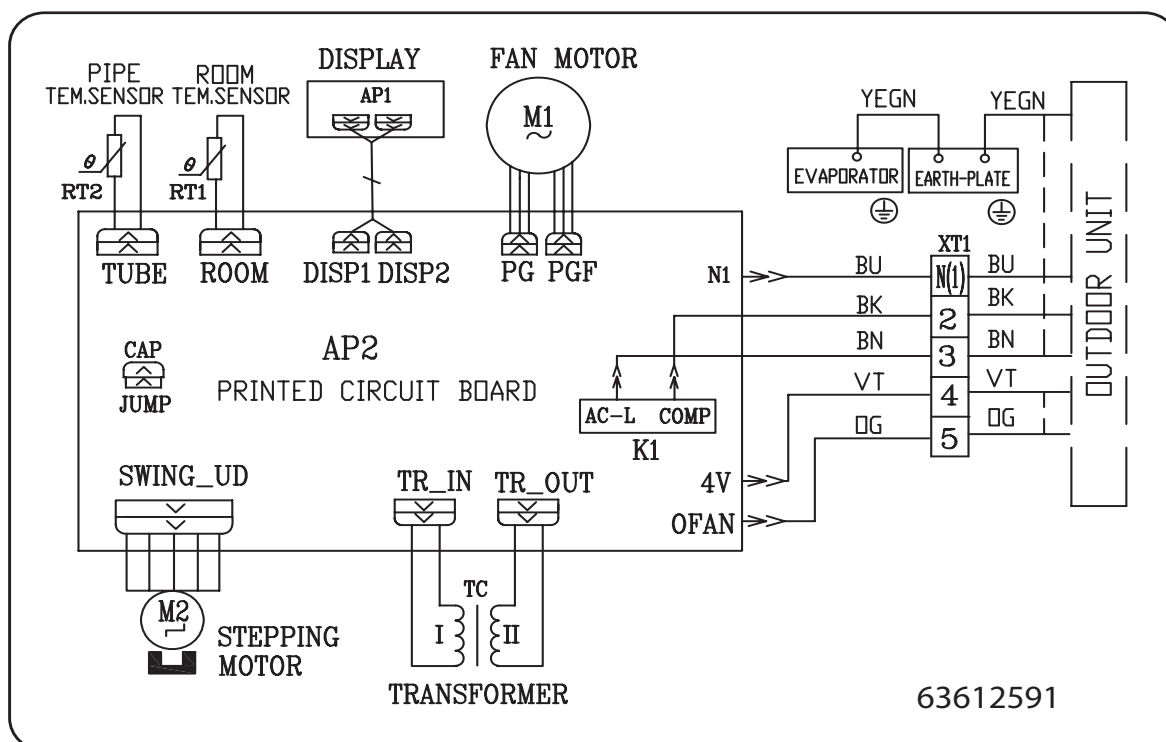 PIPE
TEM.SENSOR
ROOM
TEM.SENSOR
DISPLAY
AP1
FAN MOTOR
M1
θ
RT2
θ
RT1
TUBE
ROOM
DISP1 DISP2
PG
PGF
YEGN
YEGN
EVAPORATOR
EARTH-PLATE
XT1
N1
BU
N(1)
BU
BK
2
BK
BN
3
BN
VT
4
VT
OG
5
OG
OUTDOOR UNIT
CAP
JUMP
AP2
PRINTED CIRCUIT BOARD
AC-L COMP
K1
SWING_UD
TR_IN
TR_OUT
4V
OFAN
M2
STEPPING
MOTOR
TC
I
II
TRANSFORMER
63612591